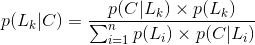 p(L_k|C) = \frac{p(C|L_k) \times p(L_k)}{\sum_{i=1}^{n} p(L_i) \times p(C|L_i)}